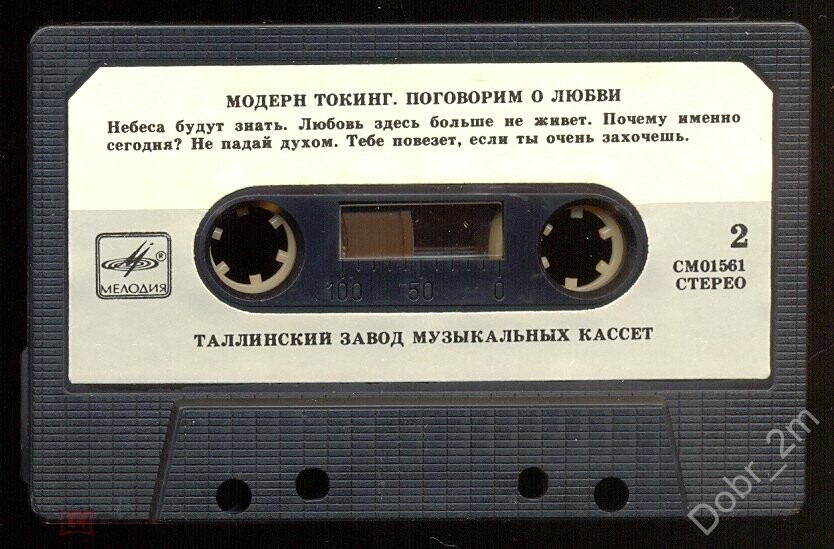 МОДЕРН ТОКИНГ. ПОГОВОРИМ О ЛЮБВИ
Небеса будут знать. Любовь здесь больше не живет. Почему именно
сегодня? Не падай духом. Тебе повезет, если ты очень захочешь.
2
МЕЛОДИЯ ®
СМ01561
СТЕРЕО
100 50 0
ТАЛЛИНСКИЙ ЗАВОД МУЗЫКАЛЬНЫХ КАССЕТ
Dobr_2m